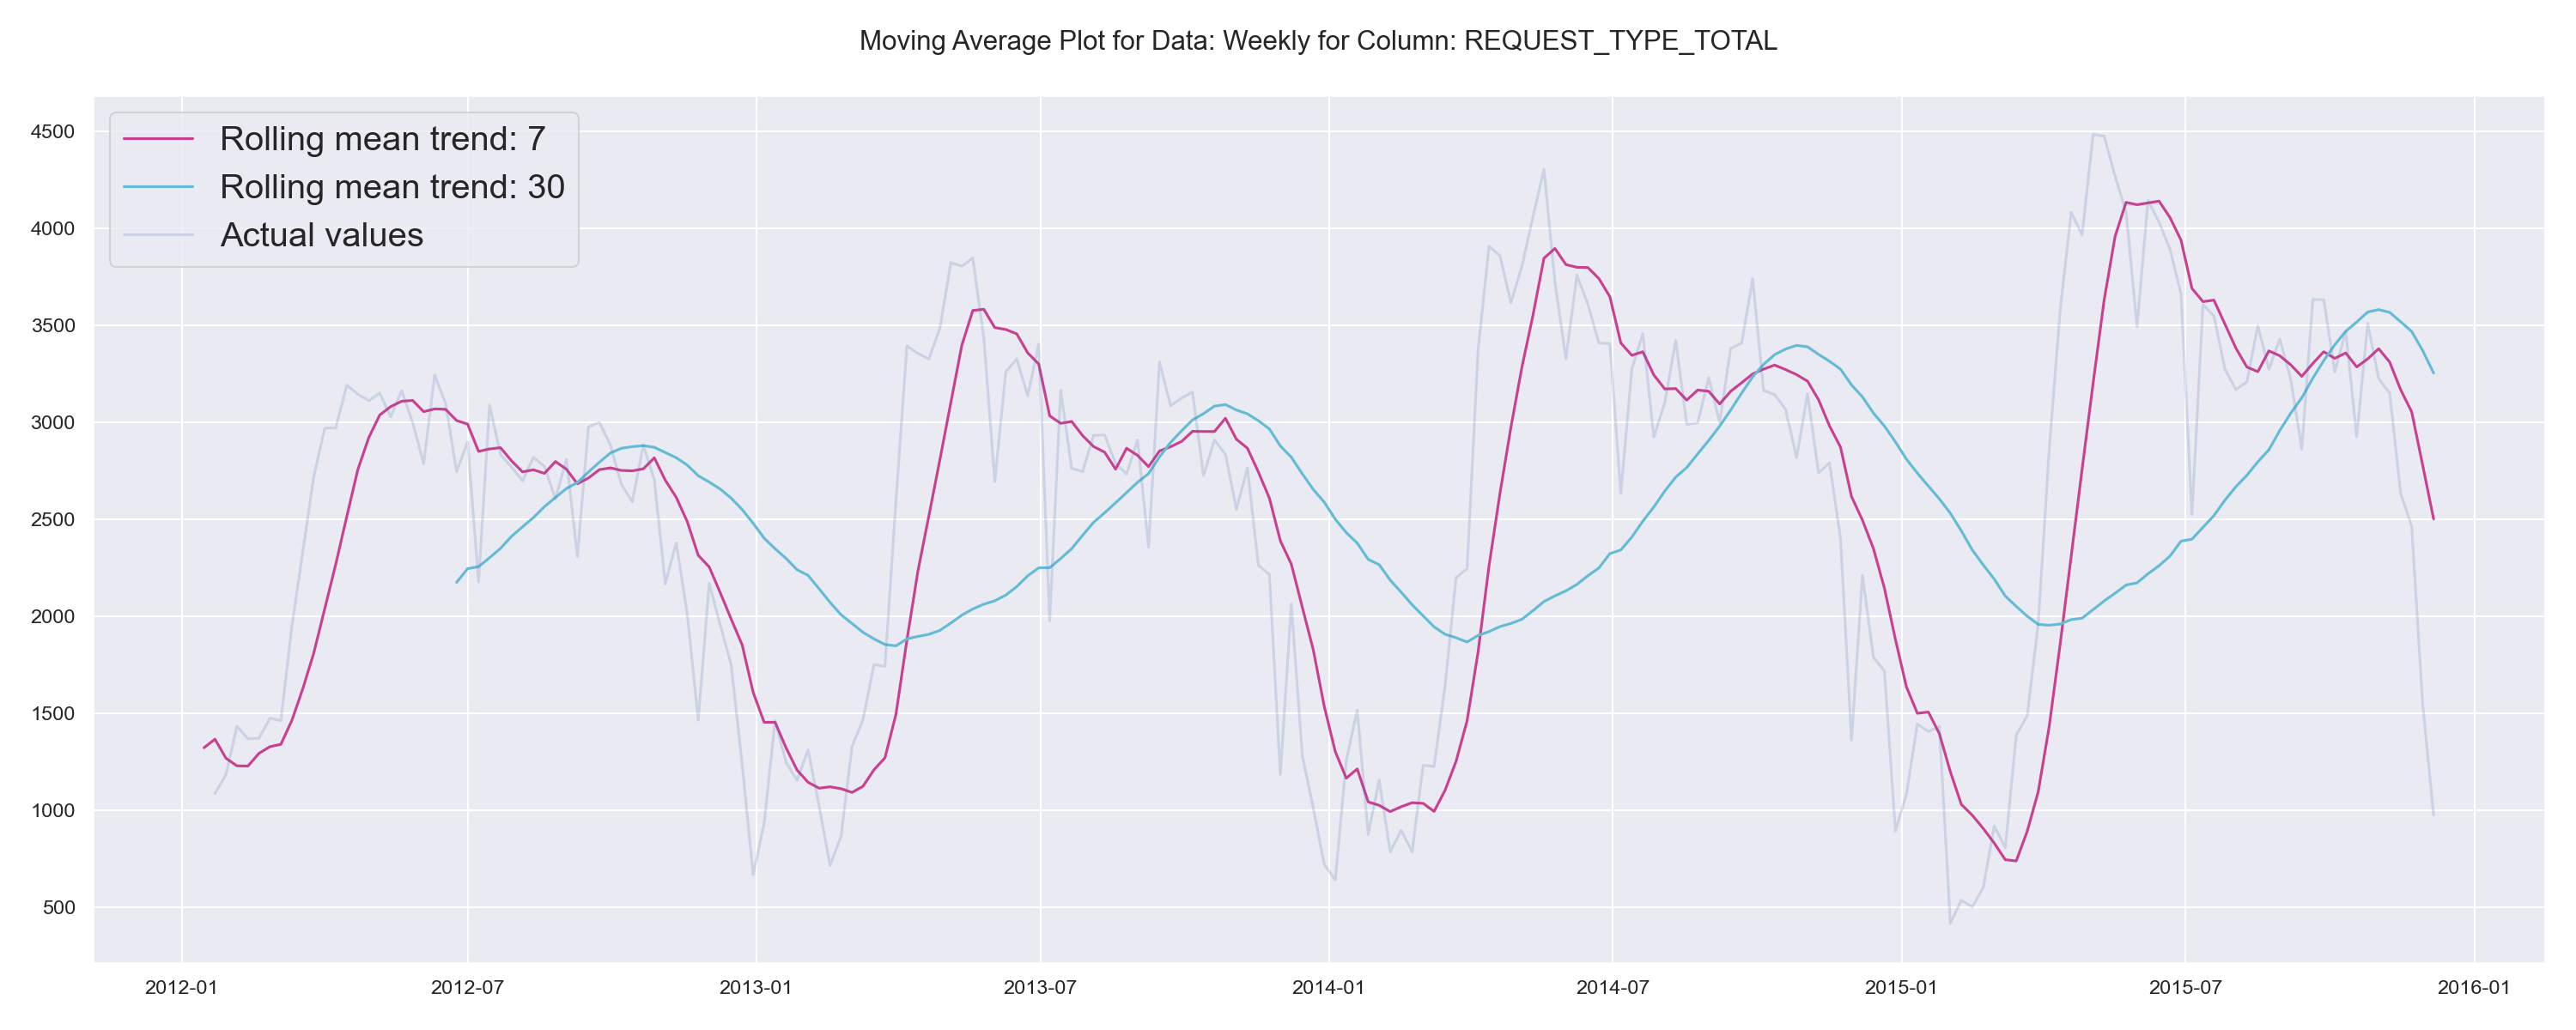 Moving Average Plot for Data: Weekly for Column: REQUEST_TYPE_TOTAL
Rolling mean trend: 7
Rolling mean trend: 30
Actual values
4500
4000
3500
3000
2500
2000
1500
1000
500
2012-01 2012-07 2013-01 2013-07 2014-01 2014-07 2015-01 2015-07 2016-01